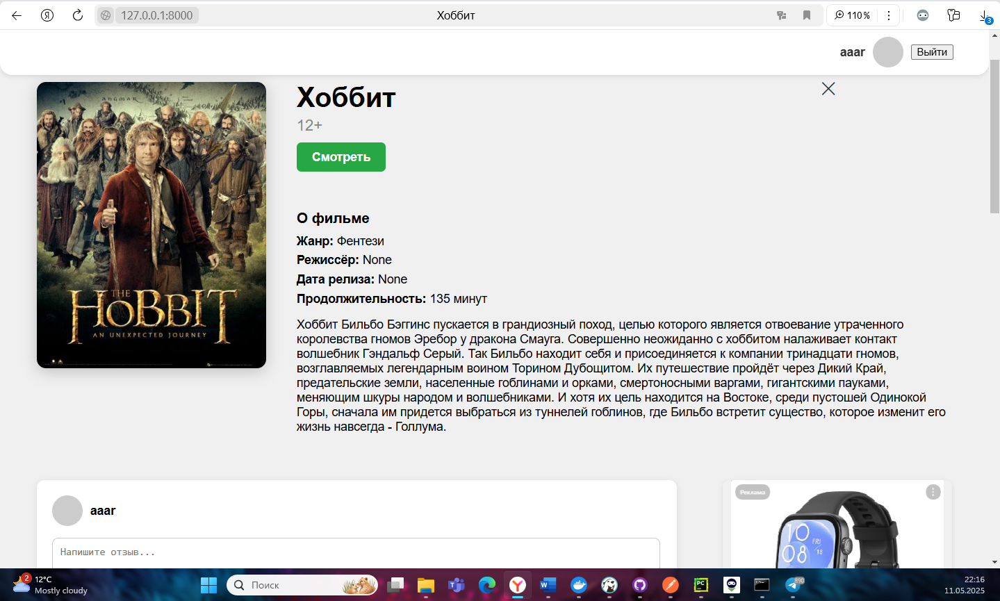 127.0.0.1:8000
Хоббит
110%
3
aaar
Выйти
ANGMAR
THE
HOBBIT
AN UNEXPECTED JOURNEY
Хоббит
12+
Смотреть
О фильме
Жанр: Фентези
Режиссёр: None
Дата релиза: None
Продолжительность: 135 минут
Хоббит Бильбо Бэггинс пускается в грандиозный поход, целью которого является отвоевание утраченного
королевства гномов Эребор у дракона Смауга. Совершенно неожиданно с хоббитом налаживает контакт
волшебник Гэндальф Серый. Так Бильбо находит себя и присоединяется к компании тринадцати гномов,
возглавляемых легендарным воином Торином Дубощитом. Их путешествие пройдёт через Дикий Край,
предательские земли, населенные гоблинами и орками, смертоносными варгами, гигантскими пауками,
меняющим шкуры народом и волшебниками. И хотя их цель находится на Востоке, среди пустошей Одинокой
Горы, сначала им придется выбраться из туннелей гоблинов, где Бильбо встретит существо, которое изменит его
жизнь навсегда - Голлума.
aaar
Напишите отзыв...
Реклама
10
08
FRI
18
2
12°C
Mostly cloudy
Поиск
PC
890
22:16
11.05.2025